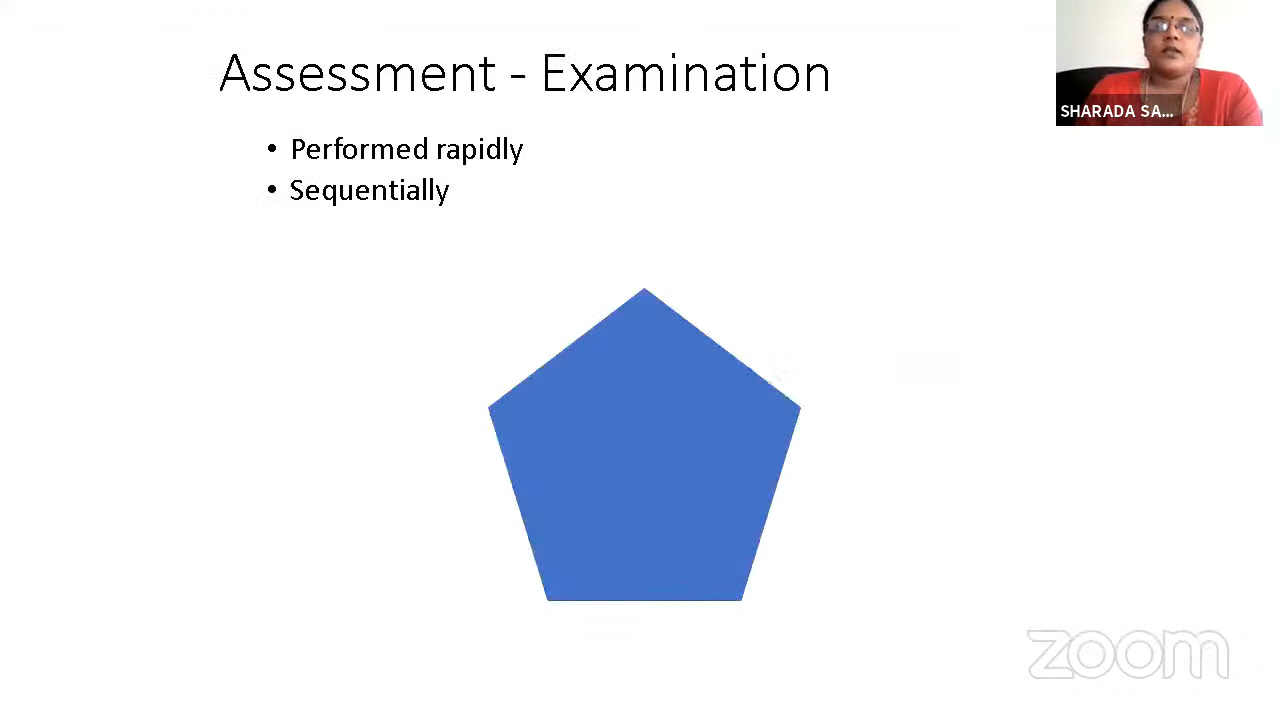 Assessment - Examination
SHARADA SA...
• Performed rapidly
• Sequentially
zoom